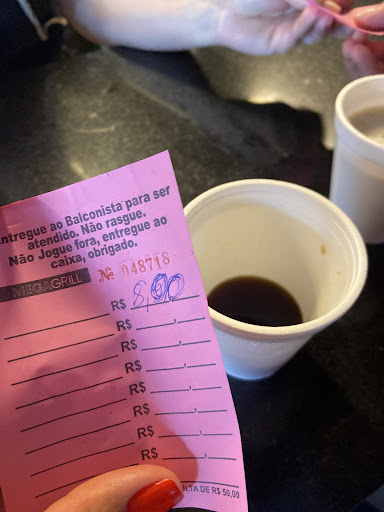 Entregue ao Balconista para ser
atendido. Não rasgue.
Não Jogue fora, entregue ao
caixa, obrigado.
MEGAGRILL Nº 048718
R$ 8,00
R$ ,
R$ ,
R$ ,
R$ ,
R$ ,
R$ ,
R$ ,
LTA DE R$ 50,00